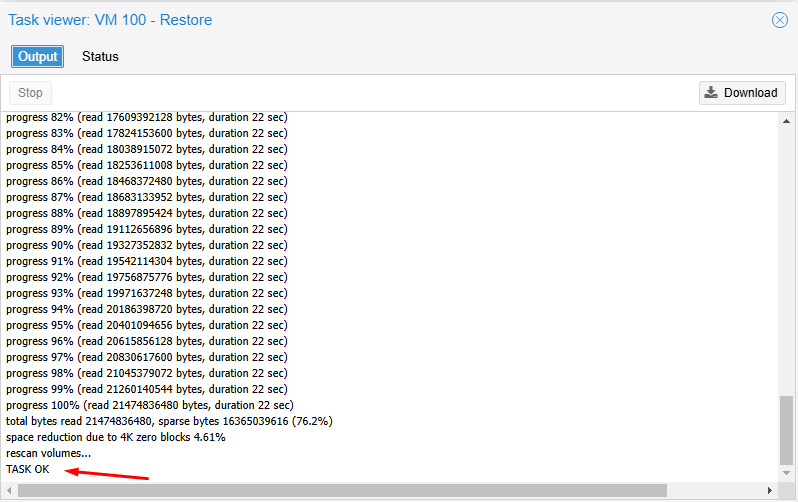 Task viewer: VM 100 - Restore
Output Status
Stop Download
progress 82% (read 17609392128 bytes, duration 22 sec)
progress 83% (read 17824153600 bytes, duration 22 sec)
progress 84% (read 18038915072 bytes, duration 22 sec)
progress 85% (read 18253611008 bytes, duration 22 sec)
progress 86% (read 18468372480 bytes, duration 22 sec)
progress 87% (read 18683133952 bytes, duration 22 sec)
progress 88% (read 18897895424 bytes, duration 22 sec)
progress 89% (read 19112656896 bytes, duration 22 sec)
progress 90% (read 19327352832 bytes, duration 22 sec)
progress 91% (read 19542114304 bytes, duration 22 sec)
progress 92% (read 19756875776 bytes, duration 22 sec)
progress 93% (read 19971637248 bytes, duration 22 sec)
progress 94% (read 20186398720 bytes, duration 22 sec)
progress 95% (read 20401094656 bytes, duration 22 sec)
progress 96% (read 20615856128 bytes, duration 22 sec)
progress 97% (read 20830617600 bytes, duration 22 sec)
progress 98% (read 21045379072 bytes, duration 22 sec)
progress 99% (read 21260140544 bytes, duration 22 sec)
progress 100% (read 21474836480 bytes, duration 22 sec)
total bytes read 21474836480, sparse bytes 16365039616 (76.2%)
space reduction due to 4K zero blocks 4.61%
rescan volumes...
TASK OK